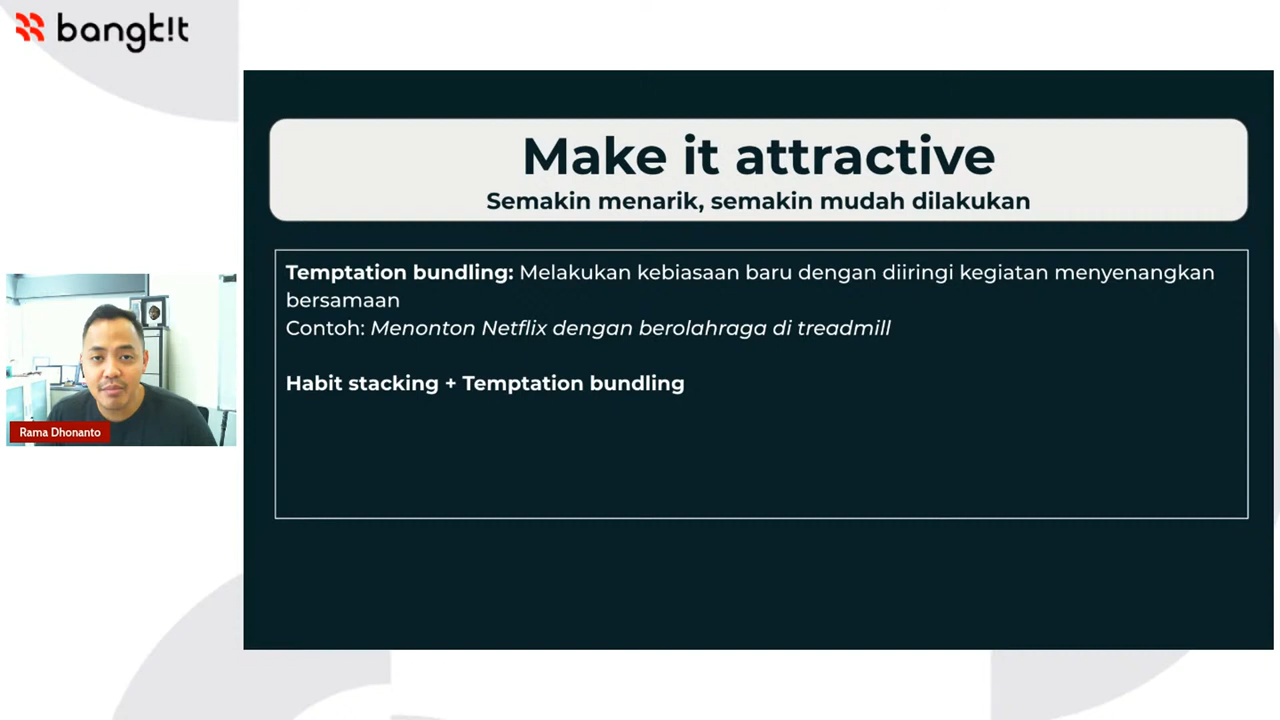 bangk!t
Make it attractive
Semakin menarik, semakin mudah dilakukan
Temptation bundling: Melakukan kebiasaan baru dengan diiringi kegiatan menyenangkan
bersamaan
Contoh: Menonton Netflix dengan berolahraga di treadmill
Habit stacking + Temptation bundling
Rama Dhonanto